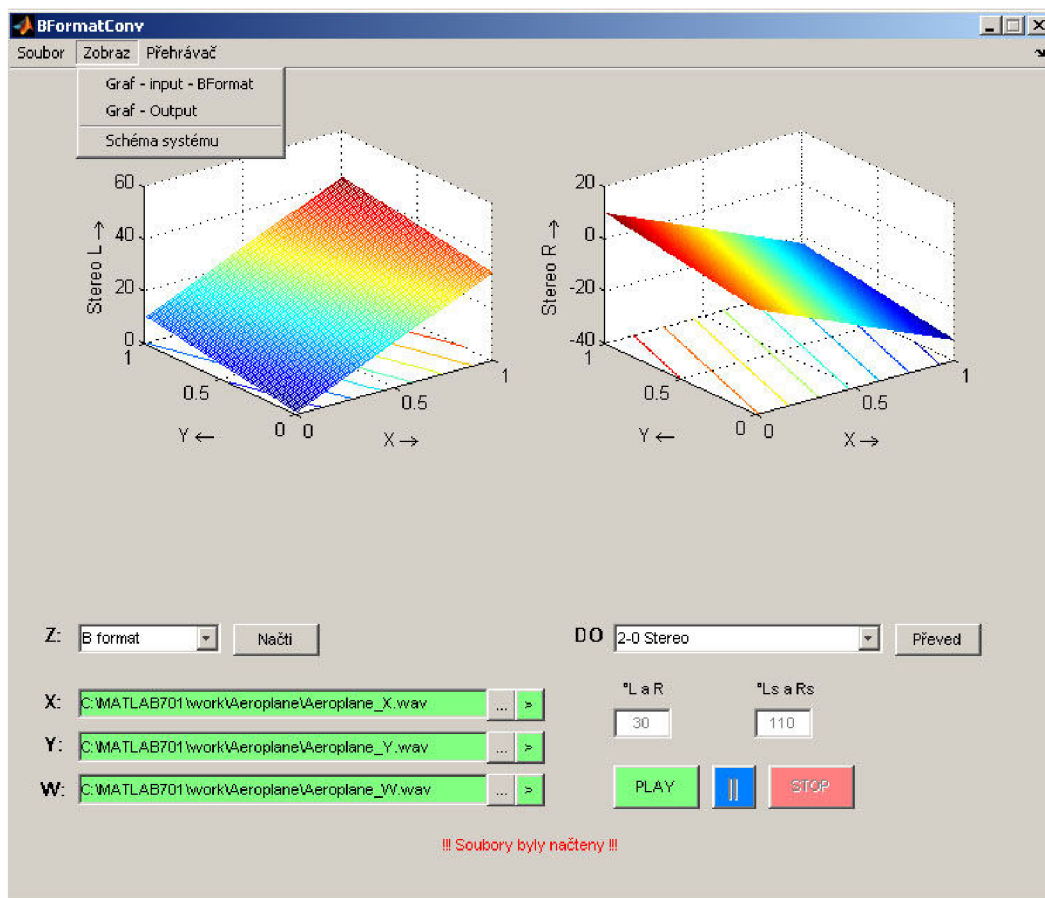 BFormatConv
Soubor Zobraz Přehrávač
Graf - input - BFormat
Graf - Output
Schéma systému
60
40
20
0
Stereo L →
1
0.5
0
Y ←
0
0.5
1
X →
20
0
-20
-40
Stereo R →
1
0.5
0
Y ←
0
0.5
1
X →
Z: B format Načti
DO 2-0 Stereo Převed
X: C:\MATLAB701\work\Aeroplane\Aeroplane_X.wav ... >
Y: C:\MATLAB701\work\Aeroplane\Aeroplane_Y.wav ... >
W: C:\MATLAB701\work\Aeroplane\Aeroplane_W.wav ... >
°L a R °Ls a Rs
30 110
PLAY || STOP
!!! Soubory byly načteny !!!